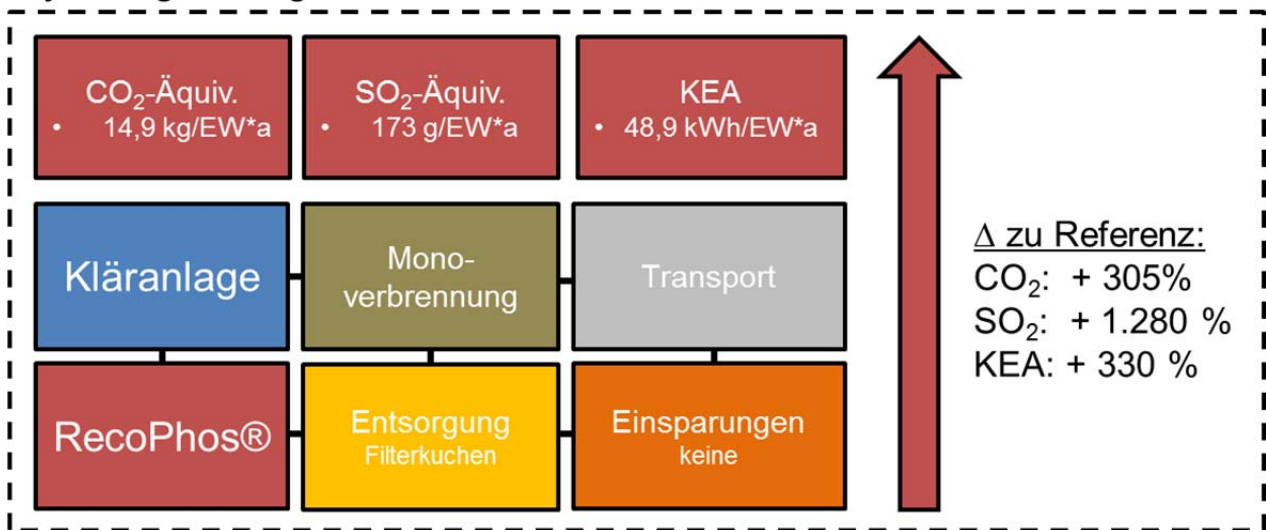 CO₂-Äquiv.
• 14,9 kg/EW*a
SO₂-Äquiv.
• 173 g/EW*a
KEA
• 48,9 kWh/EW*a
Kläranlage
Mono-
verbrennung
Transport
RecoPhos®
Entsorgung
Filterkuchen
Einsparungen
keine
Δ zu Referenz:
CO₂: + 305%
SO₂: + 1.280 %
KEA: + 330 %